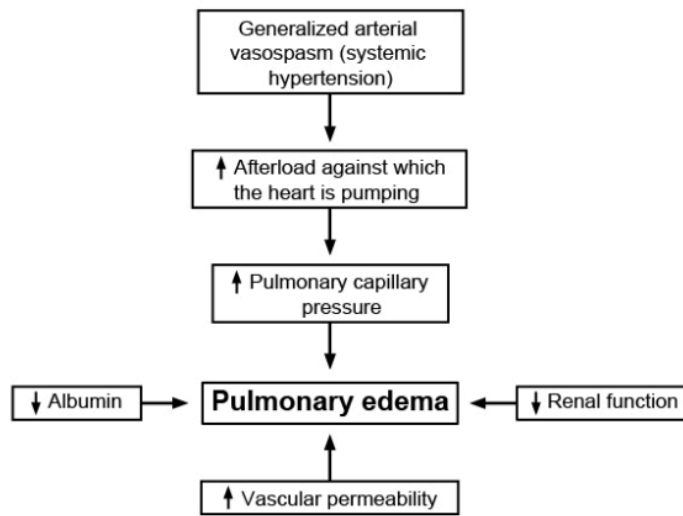 Generalized arterial
vasospasm (systemic
hypertension)
↑ Afterload against which
the heart is pumping
↑ Pulmonary capillary
pressure
↓ Albumin
Pulmonary edema
↓ Renal function
↑ Vascular permeability